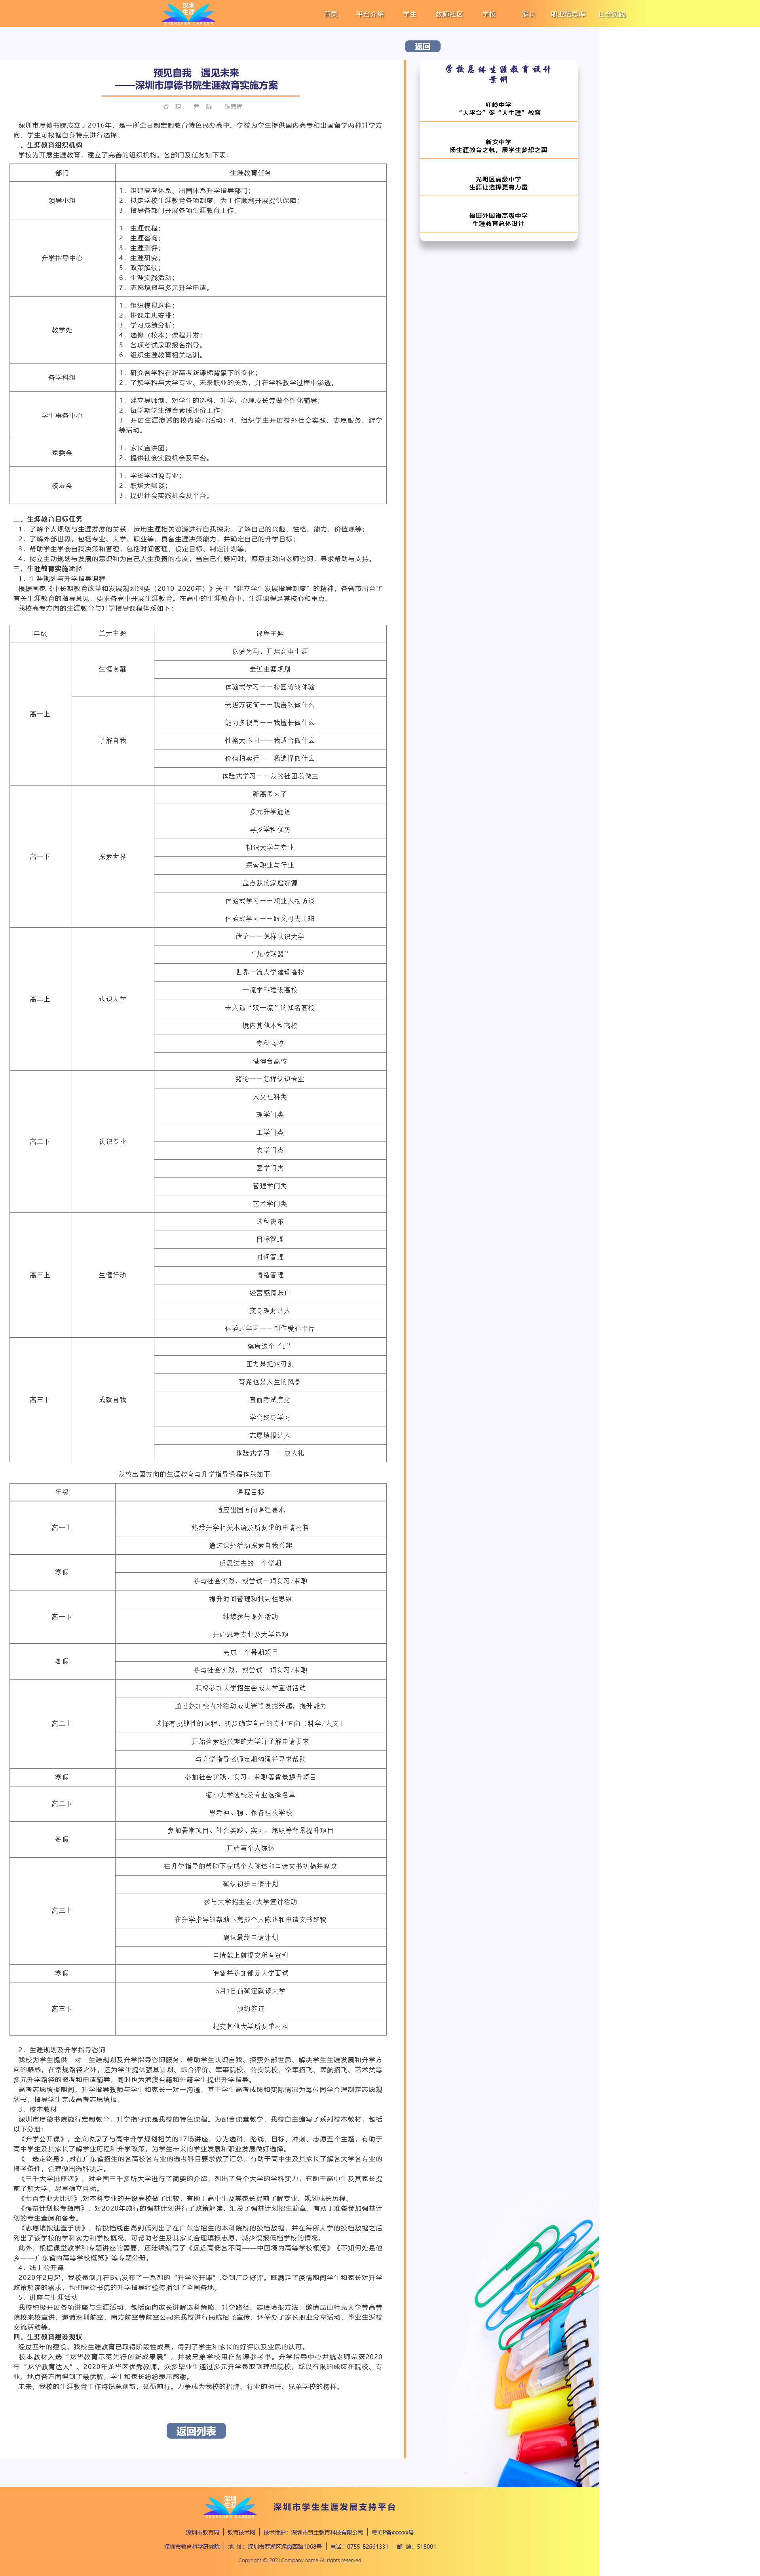 深圳
生涯
首页 平台介绍 学生 教师社区 学校 家长 职业信息库 社会实践
返回
预见自我 遇见未来
——深圳市厚德书院生涯教育实施方案
尹 航 陈腾辉
深圳市厚德书院成立于2016年，是一所全日制定制教育特色民办高中。学校为学生提供国内高考和出国留学两种升学方
向，学生可根据自身特点进行选择。
一、生涯教育组织机构
学校为开展生涯教育，建立了完善的组织机构。各部门及任务如下表：
部门 生涯教育任务
领导小组
1．组建高考体系、出国体系升学指导部门；
2．拟定学校生涯教育各项制度，为工作顺利开展提供保障；
3．指导各部门开展各项生涯教育工作。
升学指导中心
1．生涯课程；
2．生涯咨询；
3．生涯测评；
4．生涯研究；
5．政策解读；
6．生涯实践活动；
7．志愿填报与多元升学申请。
教学处
1．组织模拟选科；
2．排课走班安排；
3．学习成绩分析；
4．选修（校本）课程开发；
5．各项考试录取报名指导。
6．组织生涯教育相关培训。
各学科组
1．研究各学科在新高考新课标背景下的变化；
2．了解学科与大学专业、未来职业的关系，并在学科教学过程中渗透。
学生事务中心
1．建立导师制，对学生的选科、升学、心理成长等做个性化辅导；
2．每学期学生综合素质评价工作；
3．开展生涯渗透的校内德育活动；4．组织学生开展校外社会实践、志愿服务、游学
等活动。
家委会
1．家长宣讲团；
2．提供社会实践机会及平台。
校友会
1．学长学姐说专业；
2．职场大咖谈；
3．提供社会实践机会及平台。
二、生涯教育目标任务
1．了解个人规划与生涯发展的关系，运用生涯相关资源进行自我探索，了解自己的兴趣、性格、能力、价值观等；
2．了解外部世界，包括专业、大学、职业等，具备生涯决策能力，并确定自己的升学目标；
3．帮助学生学会自我决策和管理，包括时间管理、设定目标、制定计划等；
4．树立主动规划与发展的意识和为自己人生负责的态度，当自己有疑问时，愿意主动向老师咨询，寻求帮助与支持。
三、生涯教育实施途径
1．生涯规划与升学指导课程
根据国家《中长期教育改革和发展规划纲要（2010-2020年）》关于“建立学生发展指导制度”的精神，各省市出台了
有关生涯教育的指导意见，要求各高中开展生涯教育。在高中的生涯教育中，生涯课程是其核心和重点。
我校高考方向的生涯教育与升学指导课程体系如下：
年级 单元主题 课程主题
高一上
生涯唤醒
以梦为马，开启高中生涯
走近生涯规划
体验式学习——校园访谈体验
了解自我
兴趣万花筒——我喜欢做什么
能力多视角——我擅长做什么
性格大不同——我适合做什么
价值拍卖行——我选择做什么
体验式学习——我的社团我做主
高一下
探索世界
新高考来了
多元升学通道
寻找学科优势
初识大学与专业
探索职业与行业
盘点我的家庭资源
体验式学习——职业人物访谈
体验式学习——跟父母去上班
高二上
认识大学
绪论——怎样认识大学
“九校联盟”
世界一流大学建设高校
一流学科建设高校
未入选“双一流”的知名高校
境内其他本科高校
专科高校
港澳台高校
高二下
认识专业
绪论——怎样认识专业
人文社科类
理学门类
工学门类
农学门类
医学门类
管理学门类
艺术学门类
高三上
生涯行动
选科决策
目标管理
时间管理
情绪管理
经营感情账户
变身理财达人
体验式学习——制作爱心卡片
高三下
成就自我
健康这个“1”
压力是把双刃剑
弯路也是人生的风景
直面考试焦虑
学会终身学习
志愿填报达人
体验式学习——成人礼
我校出国方向的生涯教育与升学指导课程体系如下。
年级 课程目标
高一上
适应出国方向课程要求
熟悉升学相关术语及所要求的申请材料
通过课外活动探索自我兴趣
寒假
反思过去的一个学期
参与社会实践，或尝试一项实习/兼职
高一下
提升时间管理和批判性思维
继续参与课外活动
开始思考专业及大学选项
暑假
完成一个暑期项目
参与社会实践，或尝试一项实习/兼职
高二上
积极参加大学招生会或大学宣讲活动
通过参加校内外活动或比赛等发掘兴趣、提升能力
选择有挑战性的课程，初步确定自己的专业方向（科学/人文）
开始检索感兴趣的大学并了解申请要求
与升学指导老师定期沟通并寻求帮助
寒假 参加社会实践、实习、兼职等背景提升项目
高二下
缩小大学选校及专业选择名单
思考冲、稳、保各档次学校
暑假
参加暑期项目、社会实践、实习、兼职等背景提升项目
开始写个人陈述
高三上
在升学指导的帮助下完成个人陈述和申请文书初稿并修改
确认初步申请计划
参与大学招生会/大学宣讲活动
在升学指导的帮助下完成个人陈述和申请文书终稿
确认最终申请计划
申请截止前提交所有资料
寒假 准备并参加部分大学面试
高三下
5月1日前确定就读大学
预约签证
提交其他大学所要求材料
2．生涯规划及升学指导咨询
我校为学生提供一对一生涯规划及升学指导咨询服务，帮助学生认识自我、探索外部世界、解决学生生涯发展和升学方
向的疑惑。在常规路径之外，还为学生提供强基计划、综合评价、军事院校、公安院校、空军招飞、民航招飞、艺术类等
多元升学路径的报考和申请辅导，同时也为港澳台籍和外籍学生提供升学指导。
高考志愿填报期间，升学指导教师与学生和家长一对一沟通，基于学生高考成绩和实际情况为每位同学合理制定志愿规
划书，指导学生完成高考志愿填报。
3．校本教材
深圳市厚德书院施行定制教育，升学指导课是我校的特色课程。为配合课堂教学，我校自主编写了系列校本教材，包括
以下分册：
《升学公开课》，全文收录了与高中升学规划相关的17场讲座，分为选科、路线、目标、冲刺、志愿五个主题，有助于
高中学生及其家长了解学业历程和升学政策，为学生未来的学业发展和职业发展做好选择。
《一选定终身》,对在广东省招生的各高校各专业的选考科目要求做了汇总，有助于高中生及其家长了解各大学各专业的
报考条件，合理做出选科决定。
《三千大学排座次》，对全国三千多所大学进行了简要的介绍，列出了各个大学的学科实力，有助于高中生及其家长提
前了解大学、尽早确立目标。
《七百专业大比拼》,对本科专业的开设高校做了比较，有助于高中生及其家长提前了解专业、规划成长历程。
《强基计划报考指南》，对2020年施行的强基计划进行了政策解读，汇总了强基计划招生简章，有助于准备参加强基计
划的考生查阅和备考。
《志愿填报速查手册》，按投档线由高到低列出了在广东省招生的本科院校的投档数据，并在每所大学的投档数据之后
列出了该学校的学科实力和学校概况，可帮助考生及其家长合理填报志愿，减少误报低档学校的情况。
此外，根据课堂教学和专题讲座的需要，还陆续编写了《远近高低各不同——中国境内高等学校概览》《不知何处是他
乡——广东省内高等学校概览》等专题分册。
4．线上公开课
2020年2月起，我校录制并在B站发布了一系列的“升学公开课”,受到广泛好评。既满足了疫情期间学生和家长对升学
政策解读的需求，也把厚德书院的升学指导经验传播到了全国各地。
5．讲座与生涯活动
我校积极开展各项讲座与生涯活动，包括面向家长讲解选科策略、升学路径、志愿填报方法，邀请昆山杜克大学等高等
院校来校宣讲，邀请深圳航空、南方航空等航空公司来我校进行民航招飞宣传，还举办了家长职业分享活动、毕业生返校
交流活动等。
四、生涯教育建设现状
经过四年的建设，我校生涯教育已取得阶段性成果，得到了学生和家长的好评以及业界的认可。
校本教材入选“龙华教育示范先行创新成果展”，并被兄弟学校用作备课参考书。升学指导中心尹航老师荣获2020
年“龙华教育达人”、2020年龙华区优秀教师。众多毕业生通过多元升学录取到理想院校，或以有限的成绩在院校、专
业、地点各方面得到了最优解，学生和家长纷纷表示感谢。
未来，我校的生涯教育工作将锐意创新，砥砺前行。力争成为我校的招牌、行业的标杆、兄弟学校的榜样。
返回列表
学校总体生涯教育设计
案例
红岭中学
“大平台”促“大生涯”教育
新安中学
扬生涯教育之帆，展学生梦想之翼
光明区高级中学
生涯让选择更有力量
福田外国语高级中学
生涯教育总体设计
深圳
生涯
深圳市学生生涯发展支持平台
深圳市教育局 教育技术网 技术维护：深圳市壹生教育科技有限公司 粤ICP备xxxxxx号
深圳市教育科学研究院 地 址：深圳市罗湖区泥岗西路1068号 电话：0755-82661331 邮 编：518001
Copyright © 2021.Company name All rights reserved